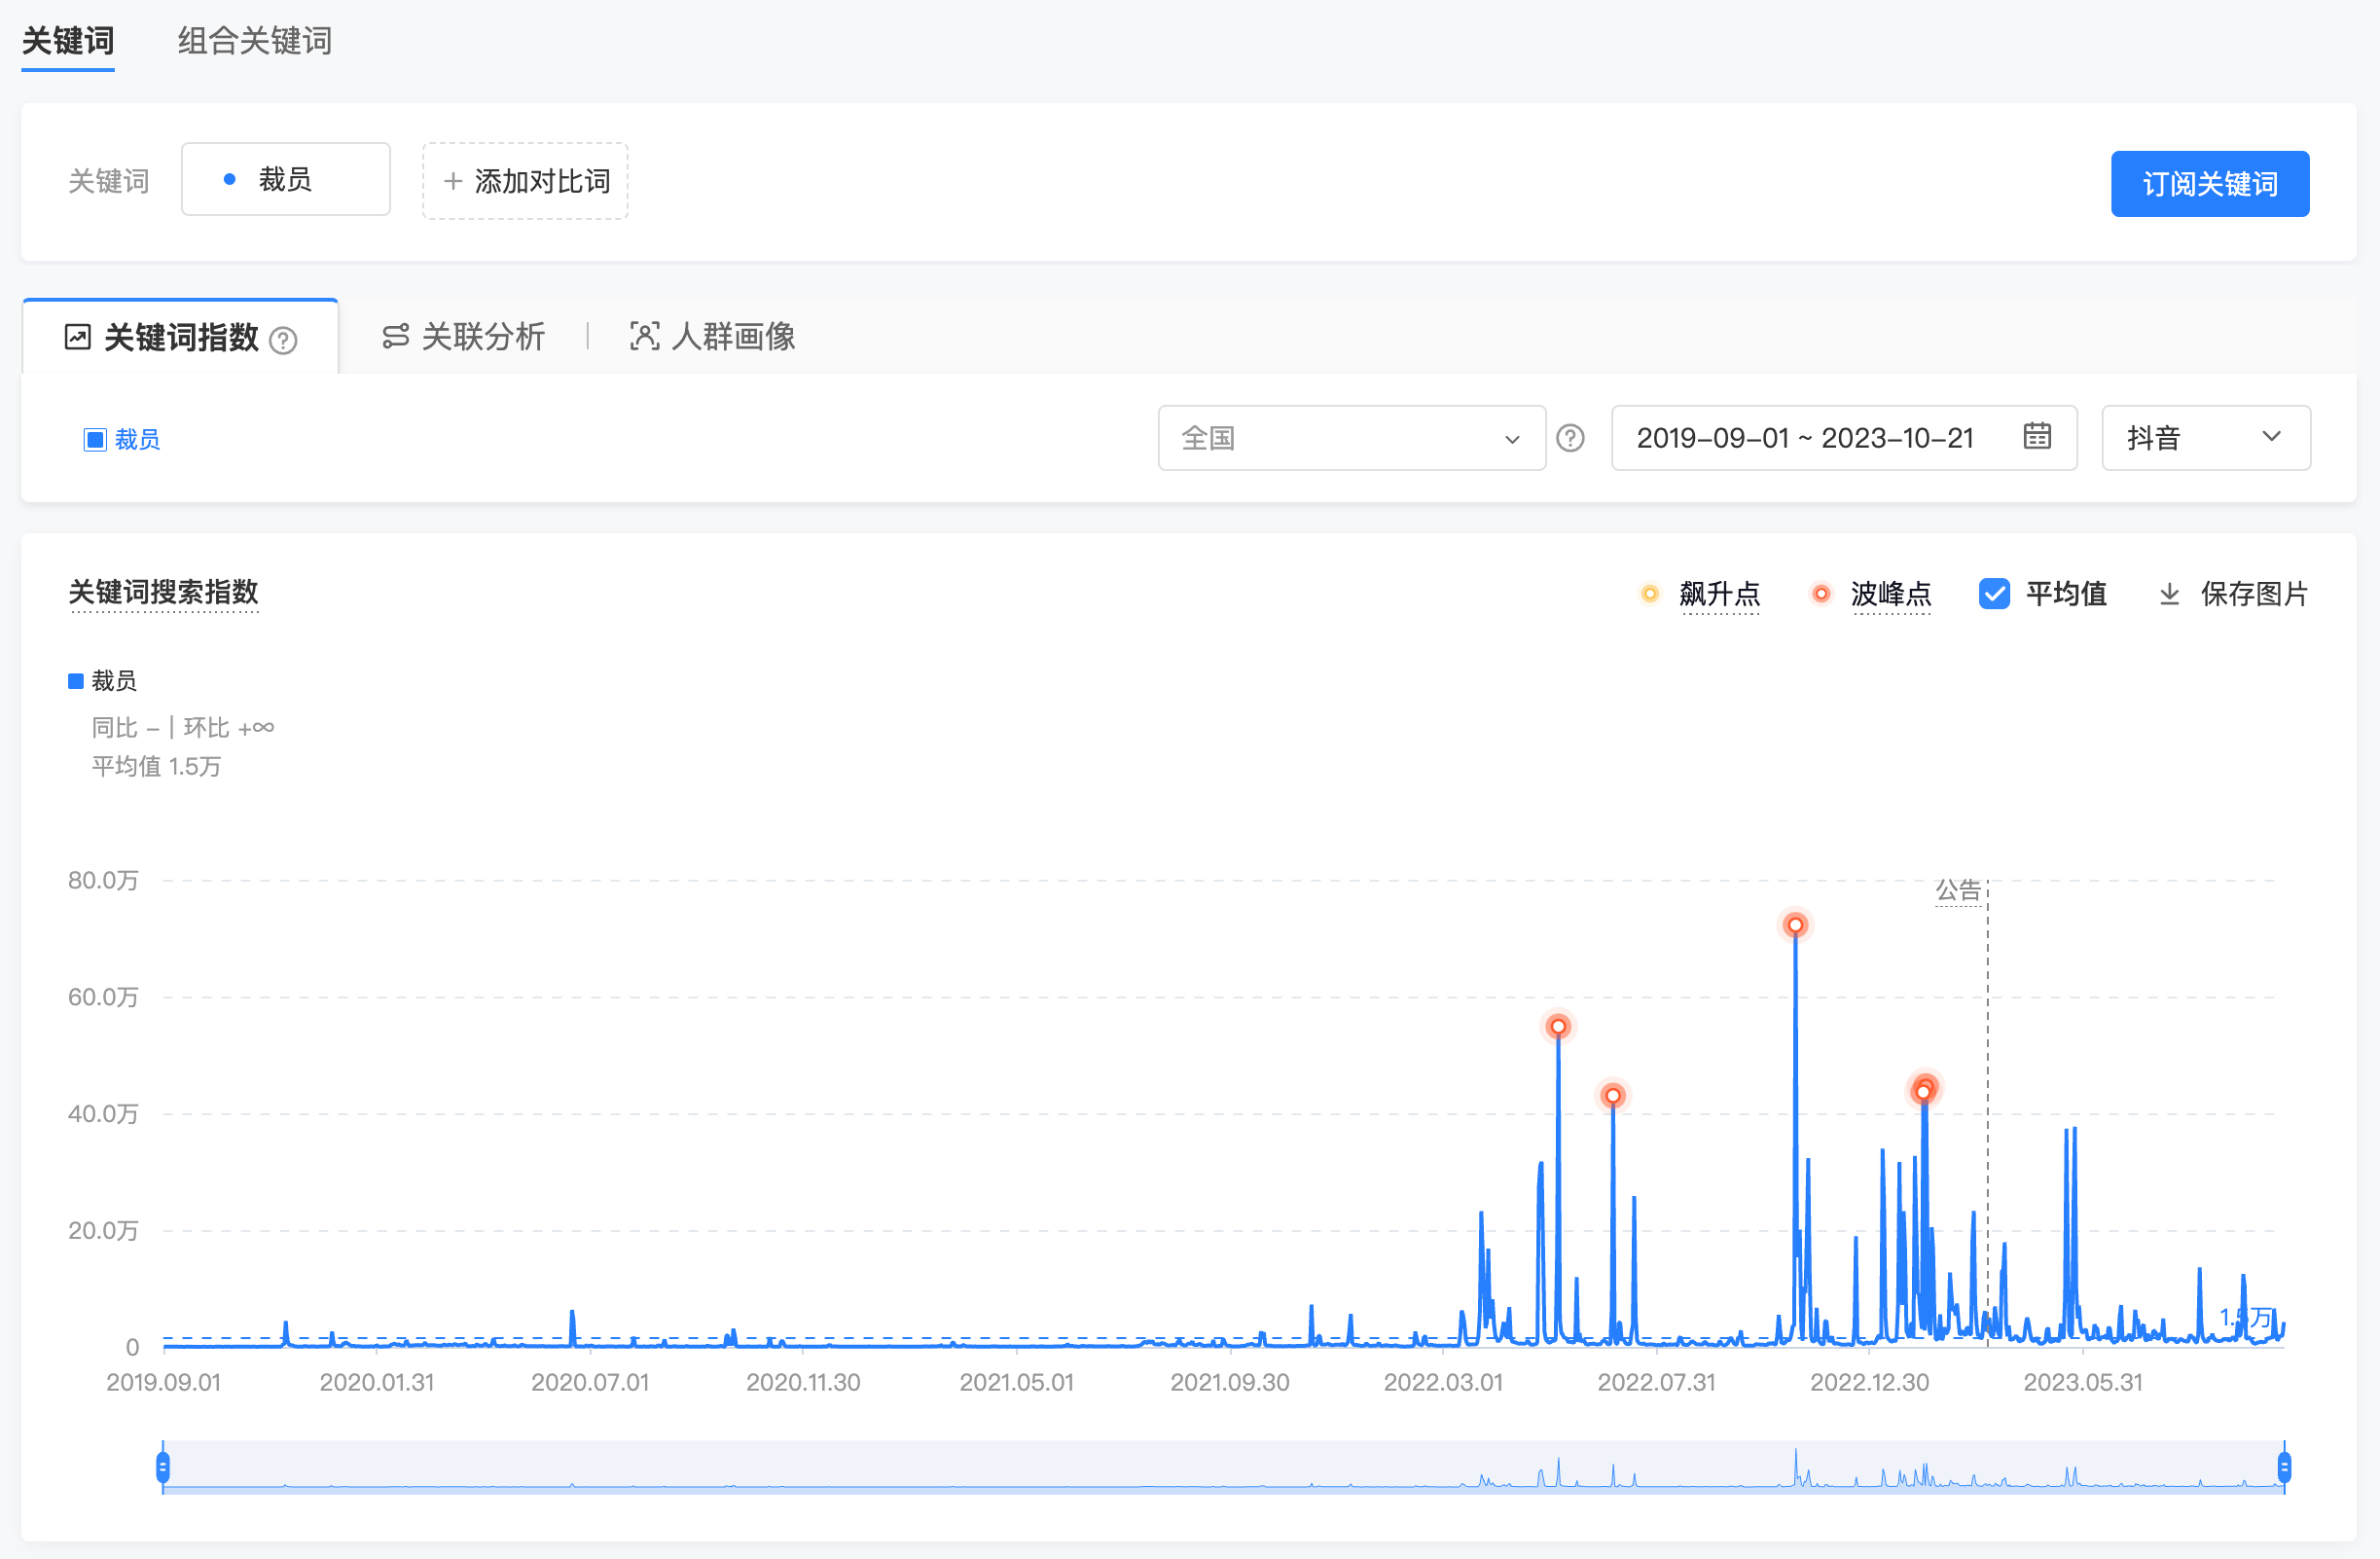 关键词 组合关键词
关键词 裁员 + 添加对比词 订阅关键词
关键词指数 ? 关联分析 | 人群画像
裁员 全国 ? 2019-09-01 ~ 2023-10-21 抖音
关键词搜索指数 飙升点 波峰点 平均值 保存图片
裁员
同比 – | 环比 +∞
平均值 1.5万
80.0万
公告
60.0万
40.0万
20.0万
1.5万
0
2019.09.01 2020.01.31 2020.07.01 2020.11.30 2021.05.01 2021.09.30 2022.03.01 2022.07.31 2022.12.30 2023.05.31